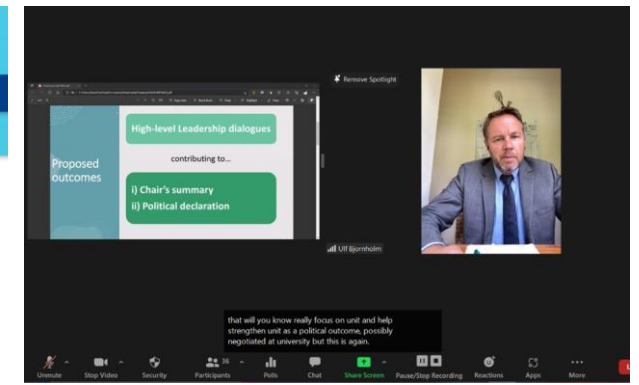 Remove Spotlight
High-level Leadership dialogues
contributing to...
Proposed
outcomes
i) Chair's summary
ii) Political declaration
Ulf Bjornholm
that will you know really focus on unit and help
strengthen unit as a political outcome, possibly
negotiated at university but this is again.
36
Unmute
Stop Video
Security
Participants
Polls
Chat
Share Screen
Pause/Stop Recording
Reactions
Apps
More